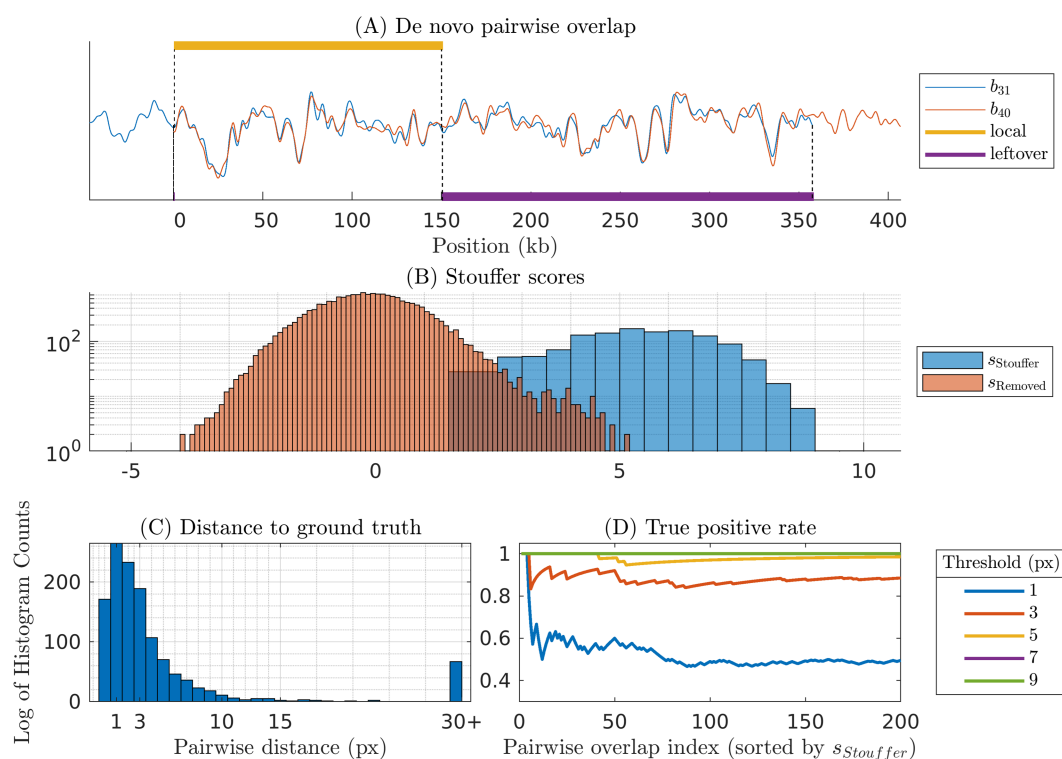 (A) De novo pairwise overlap
b31
b40
local
leftover
0 50 100 150 200 250 300 350 400
Position (kb)
(B) Stouffer scores
10^2
10^0
-5 0 5 10
sStouffer
sRemoved
Log of Histogram Counts
(C) Distance to ground truth
200
100
0
1 3 10 15 30+
Pairwise distance (px)
(D) True positive rate
1
0.8
0.6
0.4
0 50 100 150 200
Pairwise overlap index (sorted by sStouffer)
Threshold (px)
1
3
5
7
9